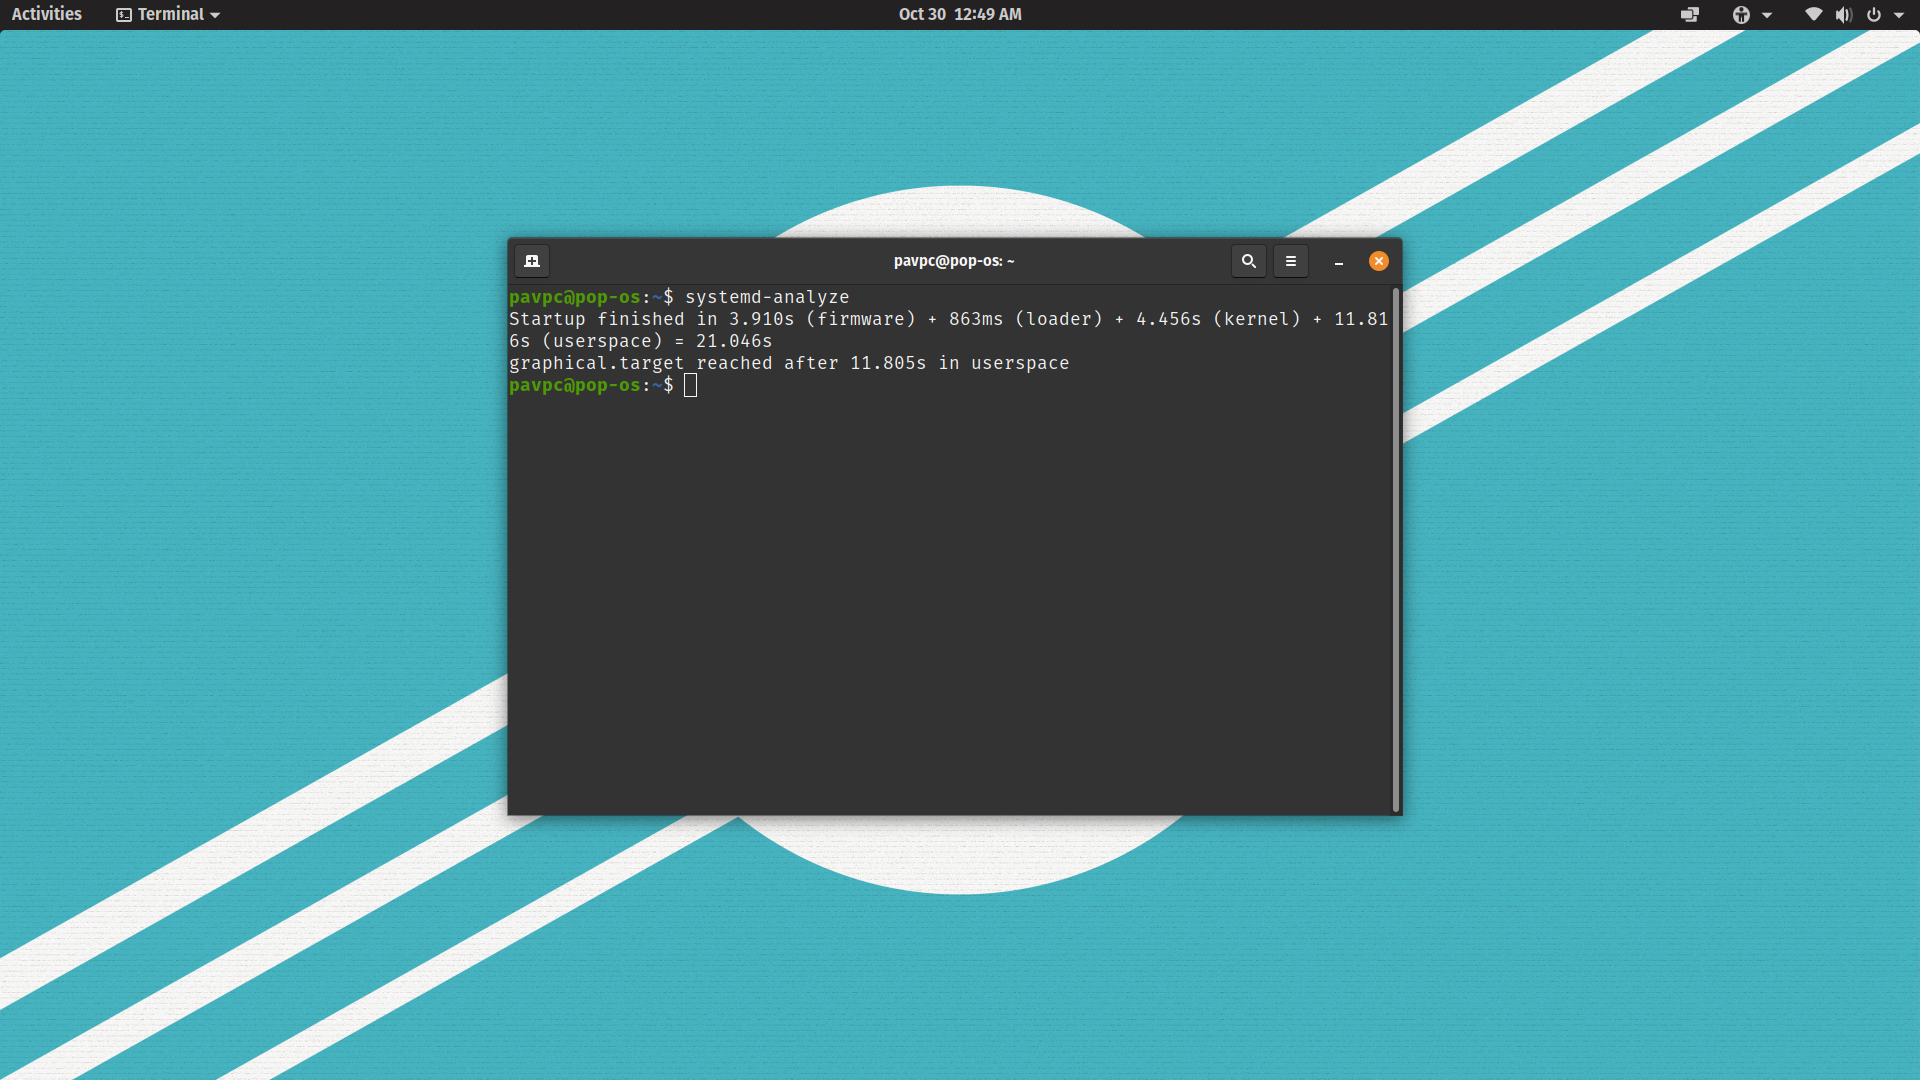 Activities Terminal Oct 30 12:49 AM
pavpc@pop-os: ~
pavpc@pop-os:~$ systemd-analyze
Startup finished in 3.910s (firmware) + 863ms (loader) + 4.456s (kernel) + 11.81
6s (userspace) = 21.046s
graphical.target reached after 11.805s in userspace
pavpc@pop-os:~$